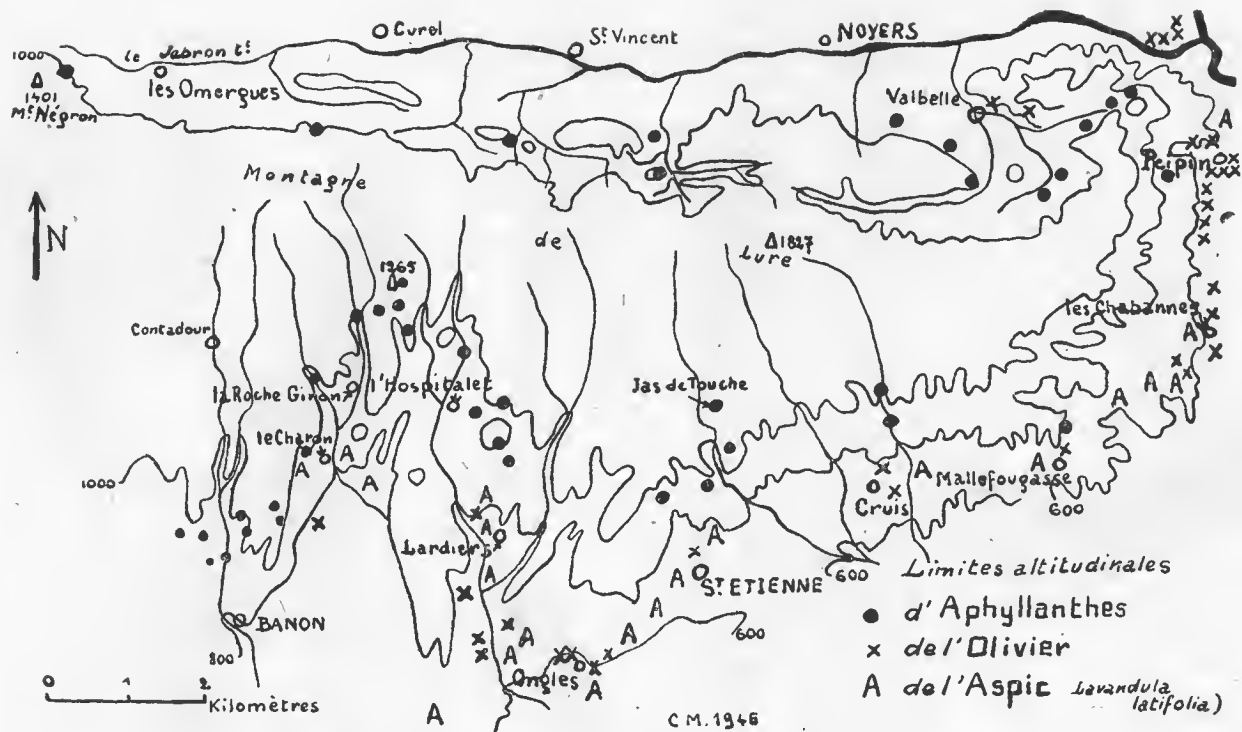 Curel
St Vincent
NOYERS
le Jabron tt
1000
les Omergues
1401
Mt Négron
Valbelle
A
Peipin
Montagne
N
de
1827
Lure
1265
Contadour
les Chabannes
A
la Roche Giron
l'Hospitalet
Jas de Touche
A A
A
le Charon
A
A
A
A
A
Mallefougasse
1000
600
Cruis
A
A
A
Lardiers
St ETIENNE
A
A
600
Limites altitudinales
d'Aphyllanthes
BANON
A
600
800
A
A
A
x de l'Olivier
Ongles
A
0 2
Kilomètres
A
A de l'Aspic Lavandula
latifolia)
C M. 1946